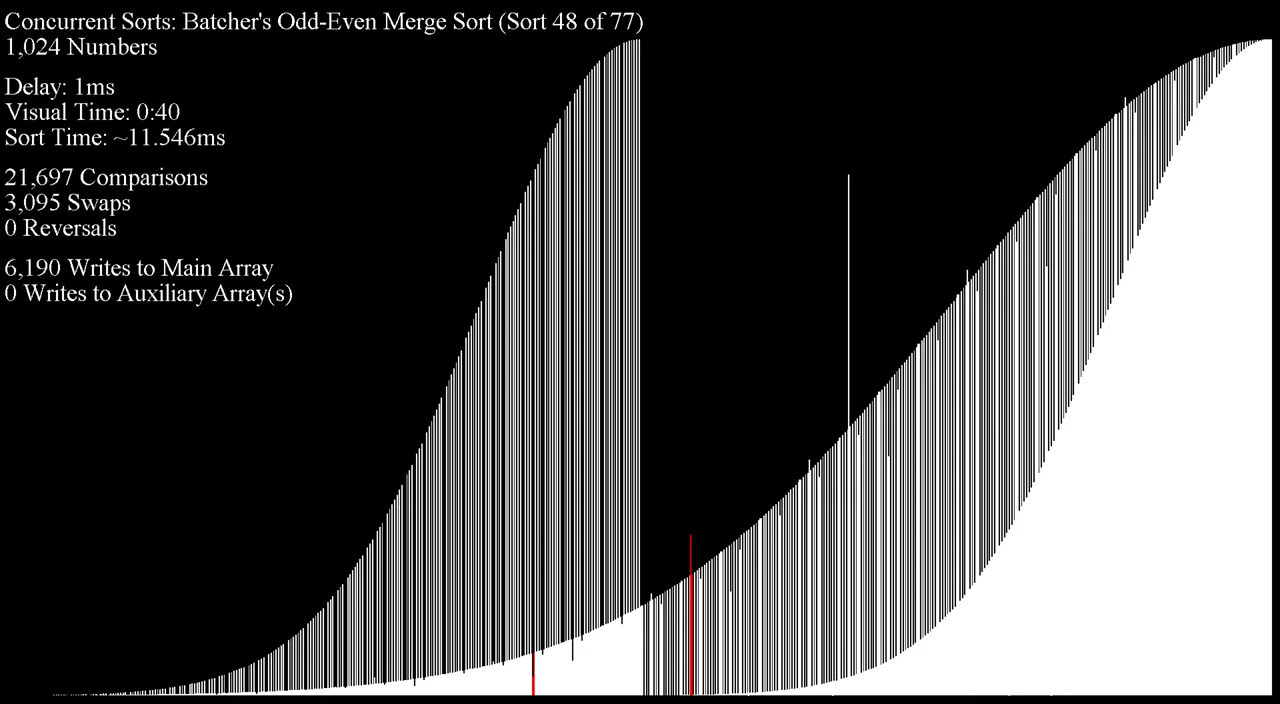 Concurrent Sorts: Batcher's Odd-Even Merge Sort (Sort 48 of 77)
1,024 Numbers
Delay: 1ms
Visual Time: 0:40
Sort Time: ~11.546ms
21,697 Comparisons
3,095 Swaps
0 Reversals
6,190 Writes to Main Array
0 Writes to Auxiliary Array(s)